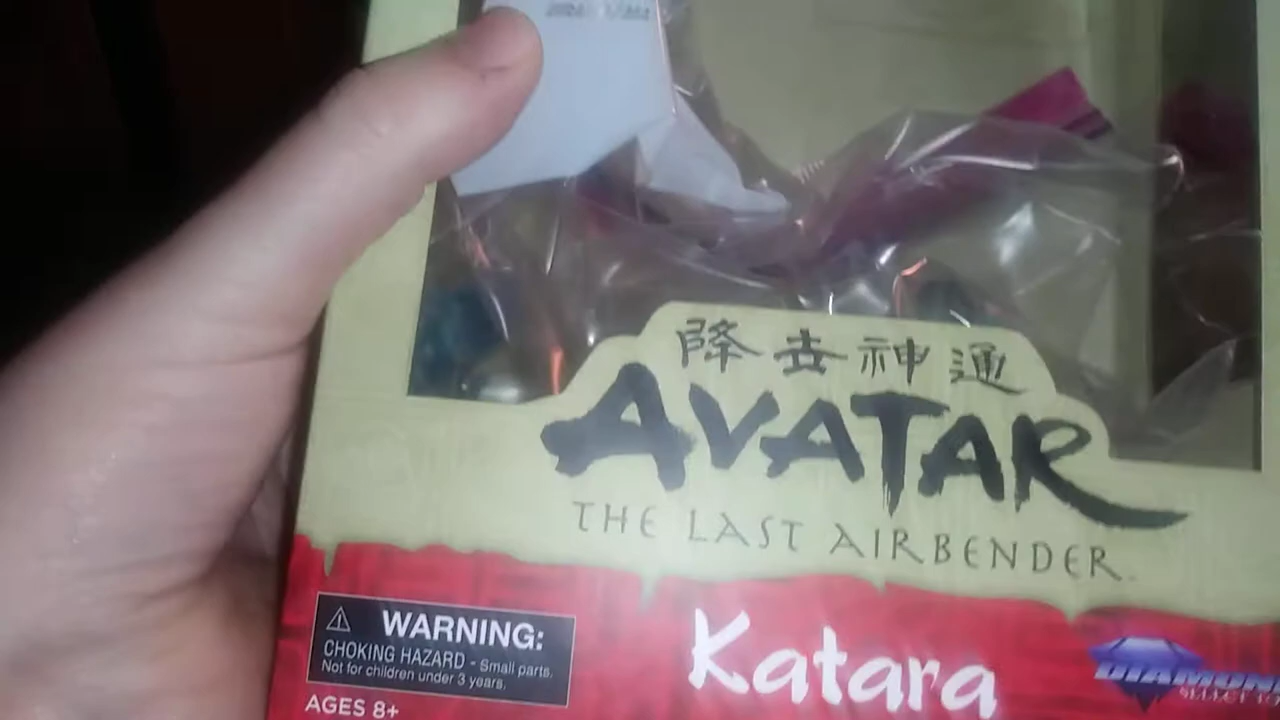 降去神通
AVATAR
THE LAST AIRBENDER
Katara
WARNING:
CHOKING HAZARD - Small parts.
Not for children under 3 years.
AGES 8+